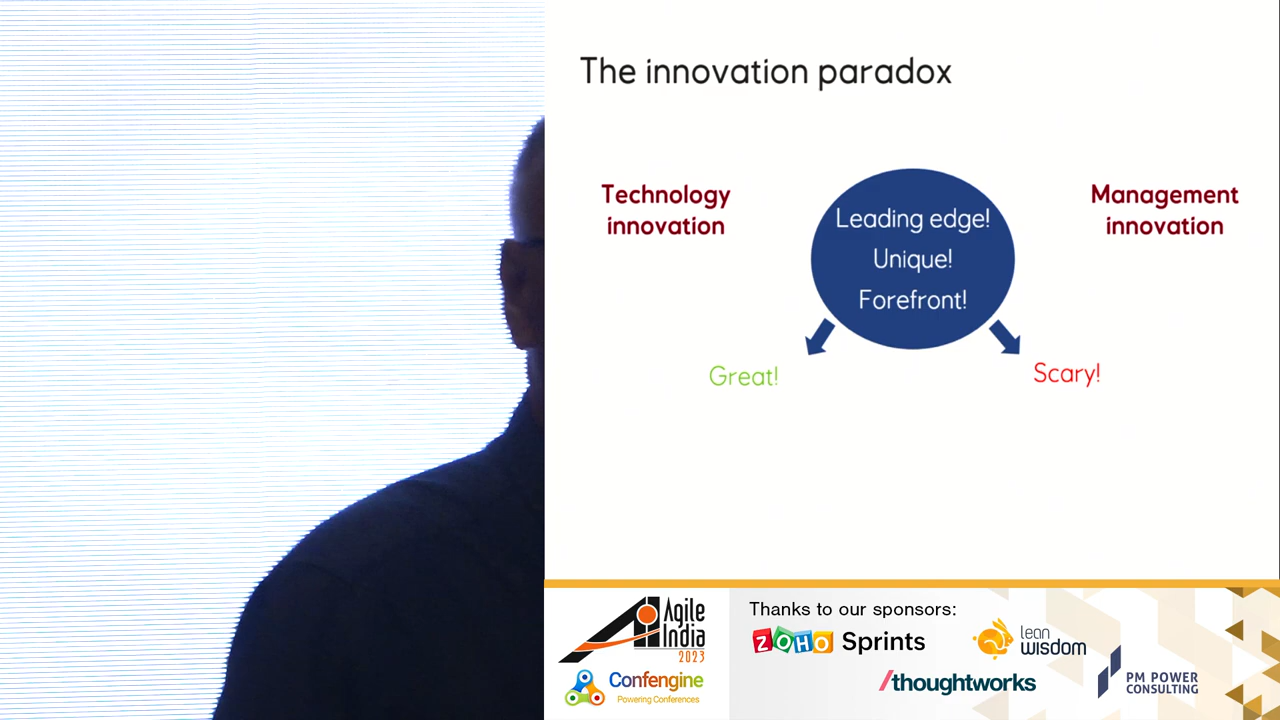 The innovation paradox
Technology
innovation
Leading edge!
Unique!
Forefront!
Management
innovation
Great!
Scary!
Agile
India
2023
Confengine
Powering Conferences
Thanks to our sponsors:
ZOHO Sprints
lean
wisdom
/thoughtworks
PM POWER
CONSULTING